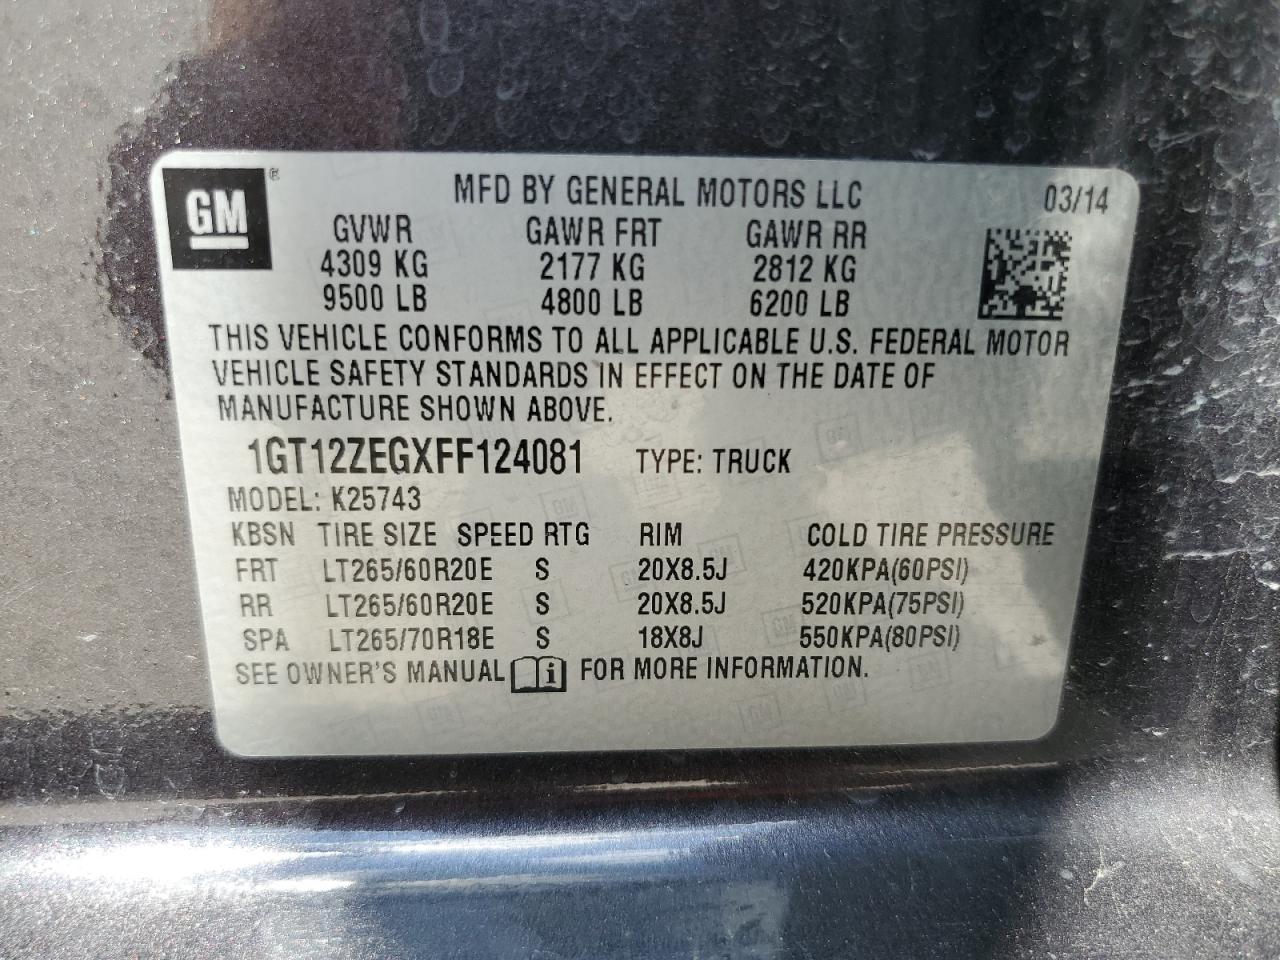 GM®
MFD BY GENERAL MOTORS LLC 03/14
GVWR GAWR FRT GAWR RR
4309 KG 2177 KG 2812 KG
9500 LB 4800 LB 6200 LB
THIS VEHICLE CONFORMS TO ALL APPLICABLE U.S. FEDERAL MOTOR
VEHICLE SAFETY STANDARDS IN EFFECT ON THE DATE OF
MANUFACTURE SHOWN ABOVE.
1GT12ZEGXFF124081 TYPE: TRUCK
MODEL: K25743
KBSN TIRE SIZE SPEED RTG RIM COLD TIRE PRESSURE
FRT LT265/60R20E S 20X8.5J 420KPA(60PSI)
RR LT265/60R20E S 20X8.5J 520KPA(75PSI)
SPA LT265/70R18E S 18X8J 550KPA(80PSI)
SEE OWNER'S MANUAL i FOR MORE INFORMATION.